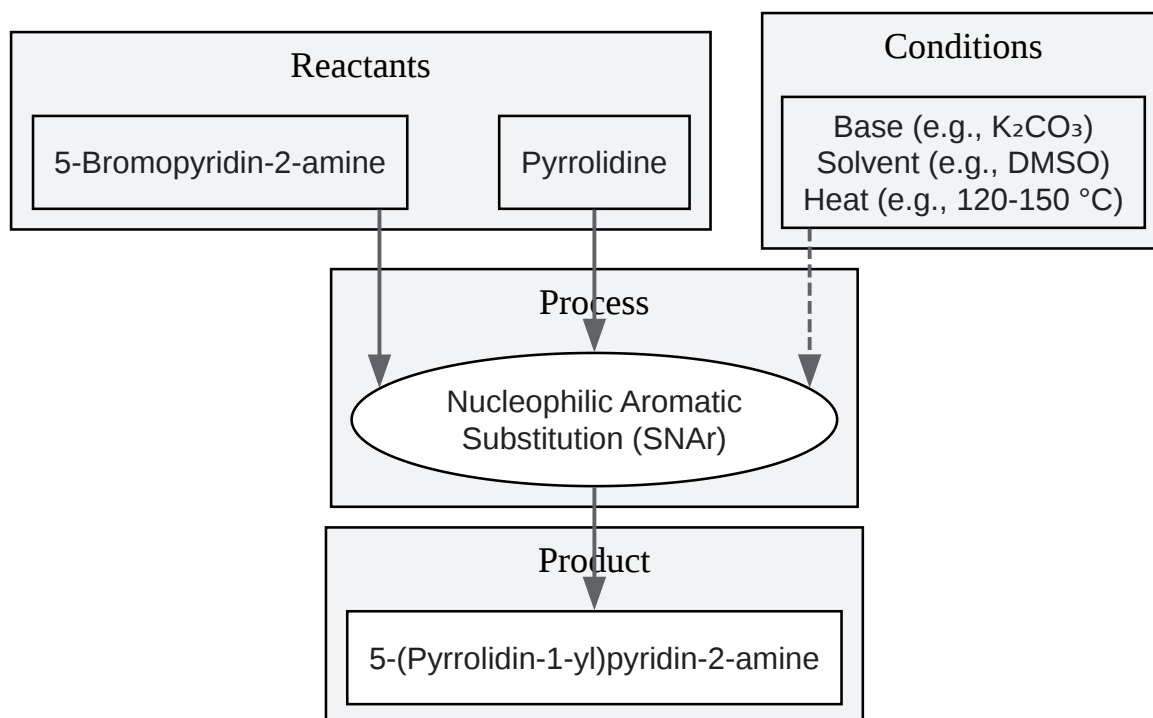 Reactants
5-Bromopyridin-2-amine
Pyrrolidine
Conditions
Base (e.g., K₂CO₃)
Solvent (e.g., DMSO)
Heat (e.g., 120-150 °C)
Process
Nucleophilic Aromatic
Substitution (SNAr)
Product
5-(Pyrrolidin-1-yl)pyridin-2-amine